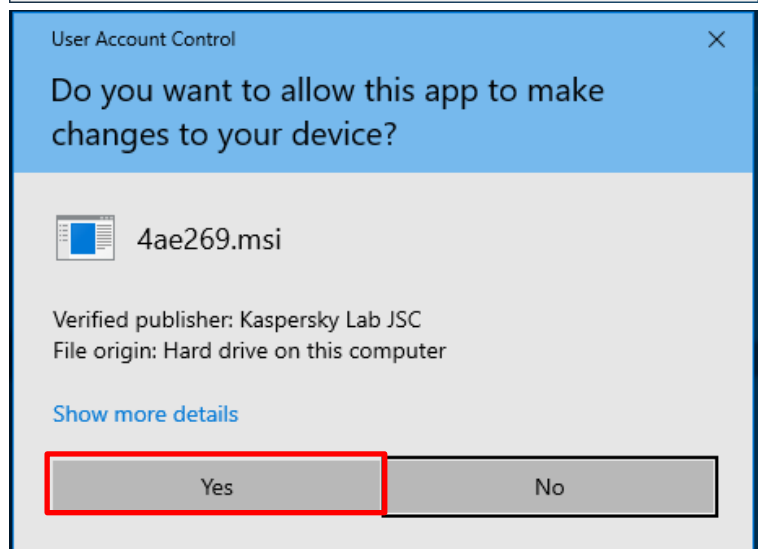 User Account Control
Do you want to allow this app to make
changes to your device?
4ae269.msi
Verified publisher: Kaspersky Lab JSC
File origin: Hard drive on this computer
Show more details
Yes
No